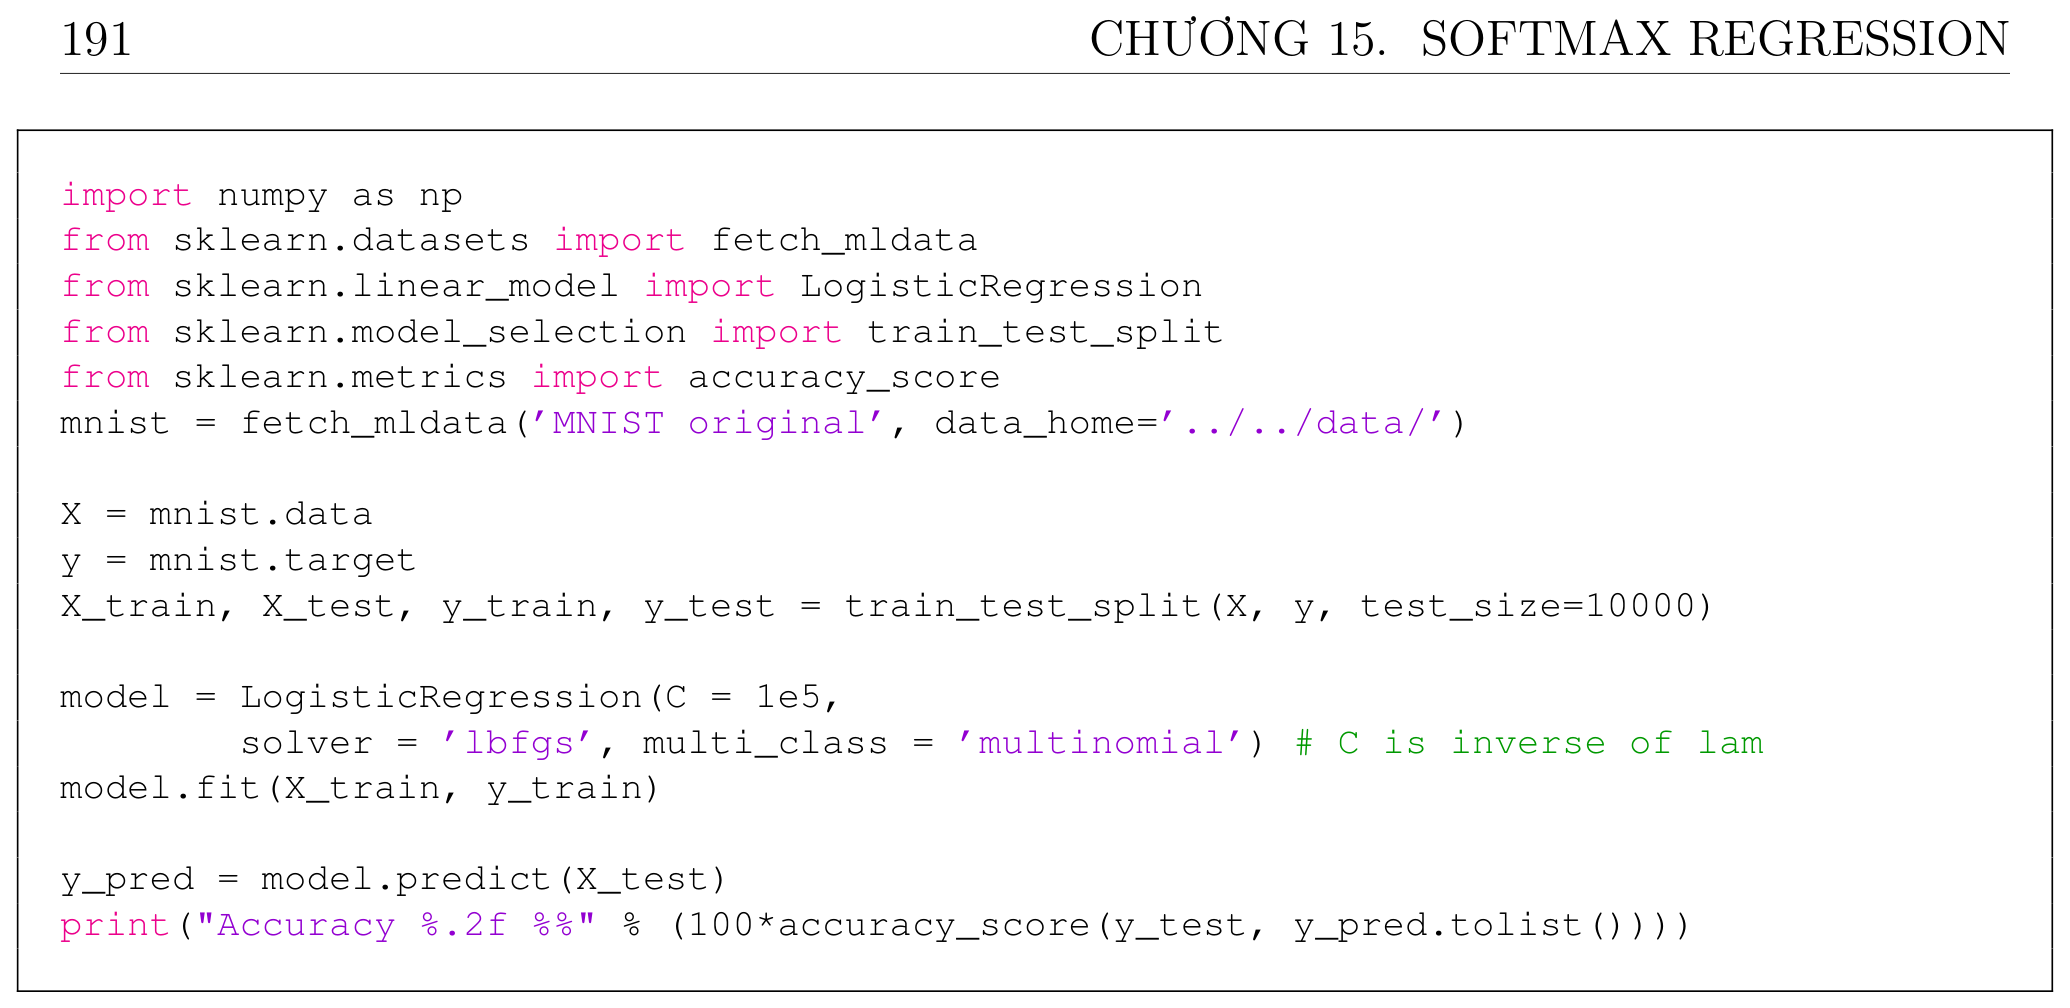 191 CHƯƠNG 15. SOFTMAX REGRESSION
import numpy as np
from sklearn.datasets import fetch_mldata
from sklearn.linear_model import LogisticRegression
from sklearn.model_selection import train_test_split
from sklearn.metrics import accuracy_score
mnist = fetch_mldata('MNIST original', data_home='../../data/')
X = mnist.data
y = mnist.target
X_train, X_test, y_train, y_test = train_test_split(X, y, test_size=10000)
model = LogisticRegression(C = 1e5,
solver = 'lbfgs', multi_class = 'multinomial') # C is inverse of lam
model.fit(X_train, y_train)
y_pred = model.predict(X_test)
print("Accuracy %.2f %%" % (100*accuracy_score(y_test, y_pred.tolist())))